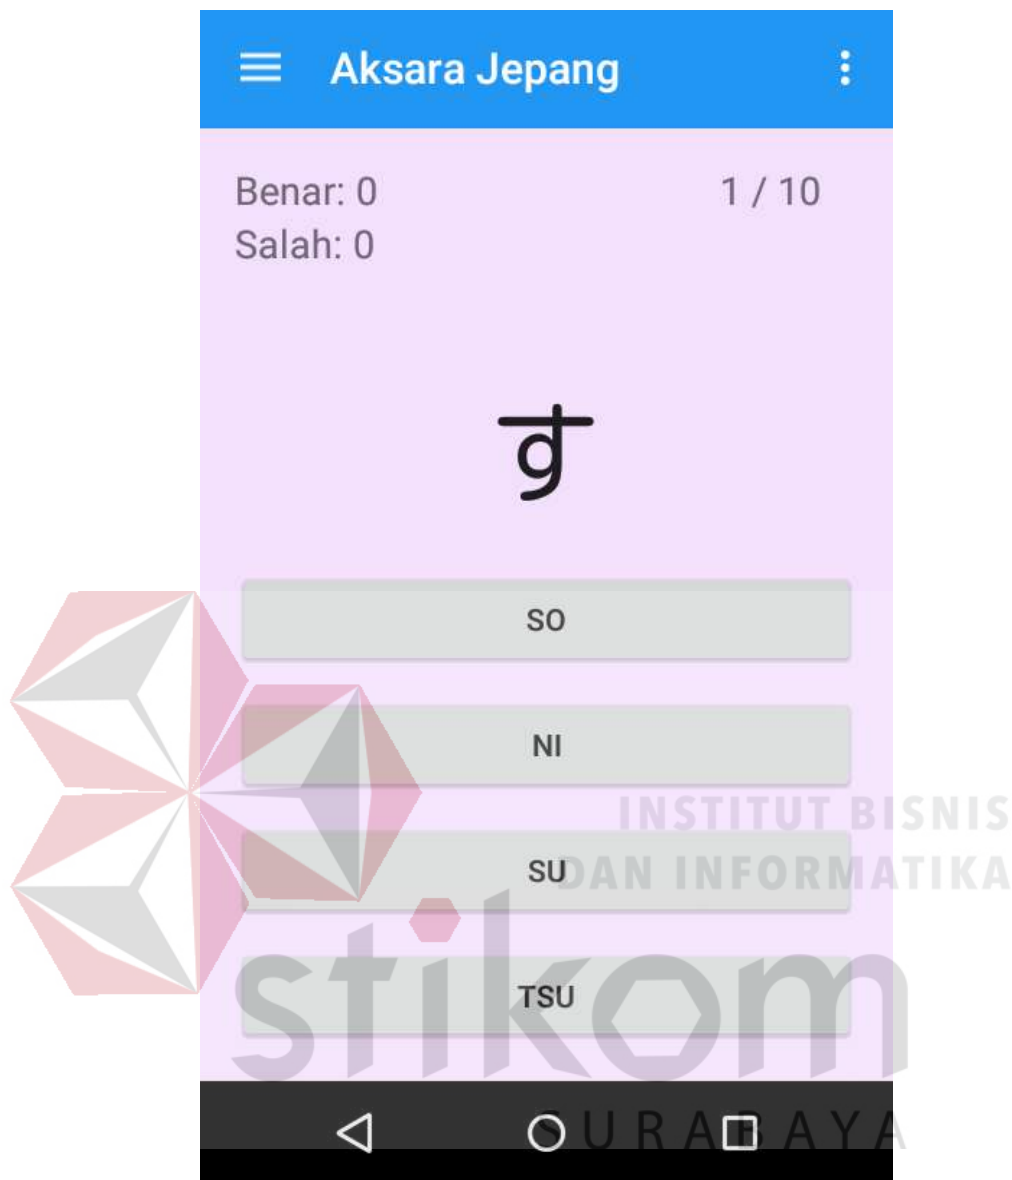 Aksara Jepang
Benar: 0
1 / 10
Salah: 0
す
SO
NI
SU
TSU
INSTITUT BISNIS
DAN INFORMATIKA
stikom
SURABAYA